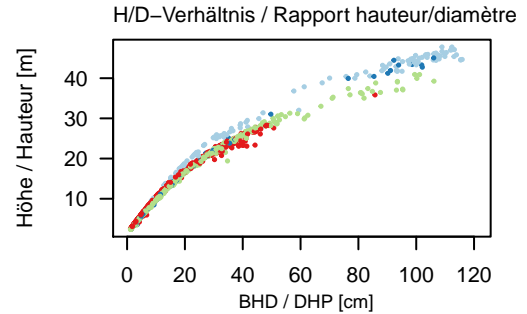 H/D−Verhältnis / Rapport hauteur/diamètre
Höhe / Hauteur [m]
40
30
20
10
0 20 40 60 80 100 120
BHD / DHP [cm]